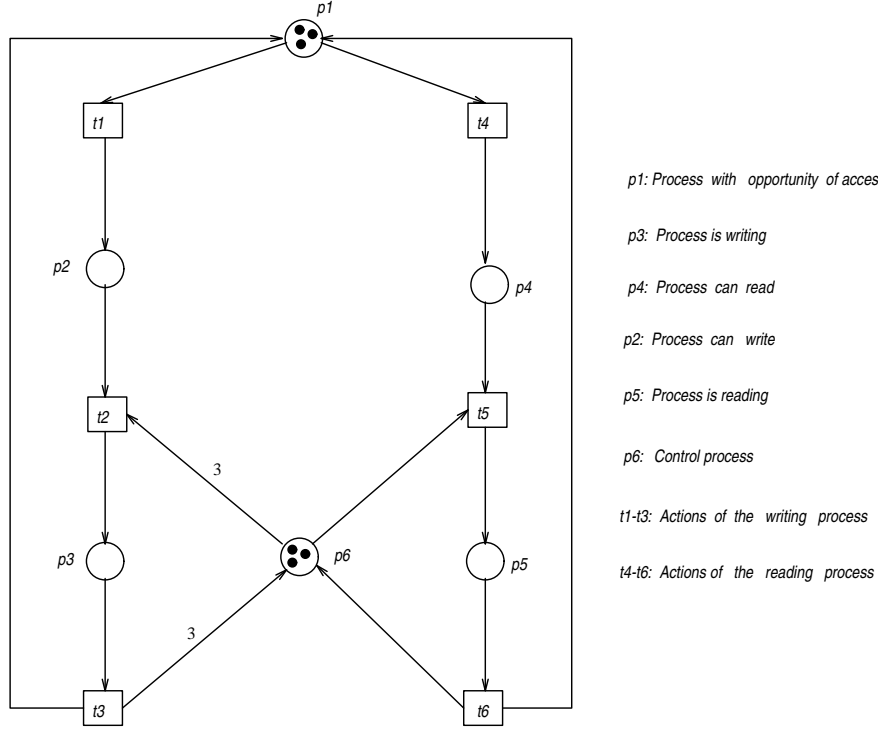 p1
t1
t4
p1: Process with opportunity of acces
p3: Process is writing
p2
p4
p4: Process can read
p2: Process can write
t2
t5
p5: Process is reading
3
p6: Control process
t1-t3: Actions of the writing process
p3
p6
p5
t4-t6: Actions of the reading process
3
t3
t6